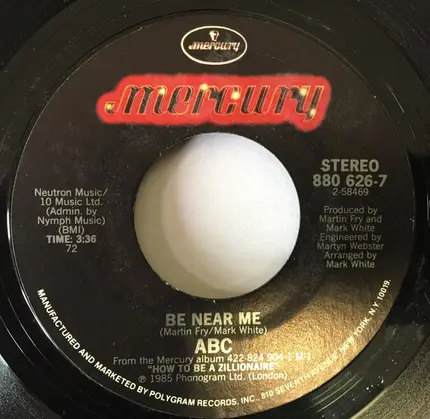 mercury
mercury
STEREO
880 626-7
2-58469
Neutron Music/
10 Music Ltd.
(Admin. by
Nymph Music)
(BMI)
TIME: 3:36
72
Produced by
Martin Fry and
Mark White
Engineered by
Martyn Webster
Arranged by
Mark White
BE NEAR ME
(Martin Fry/Mark White)
ABC
From the Mercury album 422-824 904-1 M-1
"HOW TO BE A ZILLIONAIRE"
℗ 1985 Phonogram Ltd. (London)
MANUFACTURED AND MARKETED BY POLYGRAM RECORDS, INC., 810 SEVENTH AVENUE, NEW YORK, N.Y. 10019